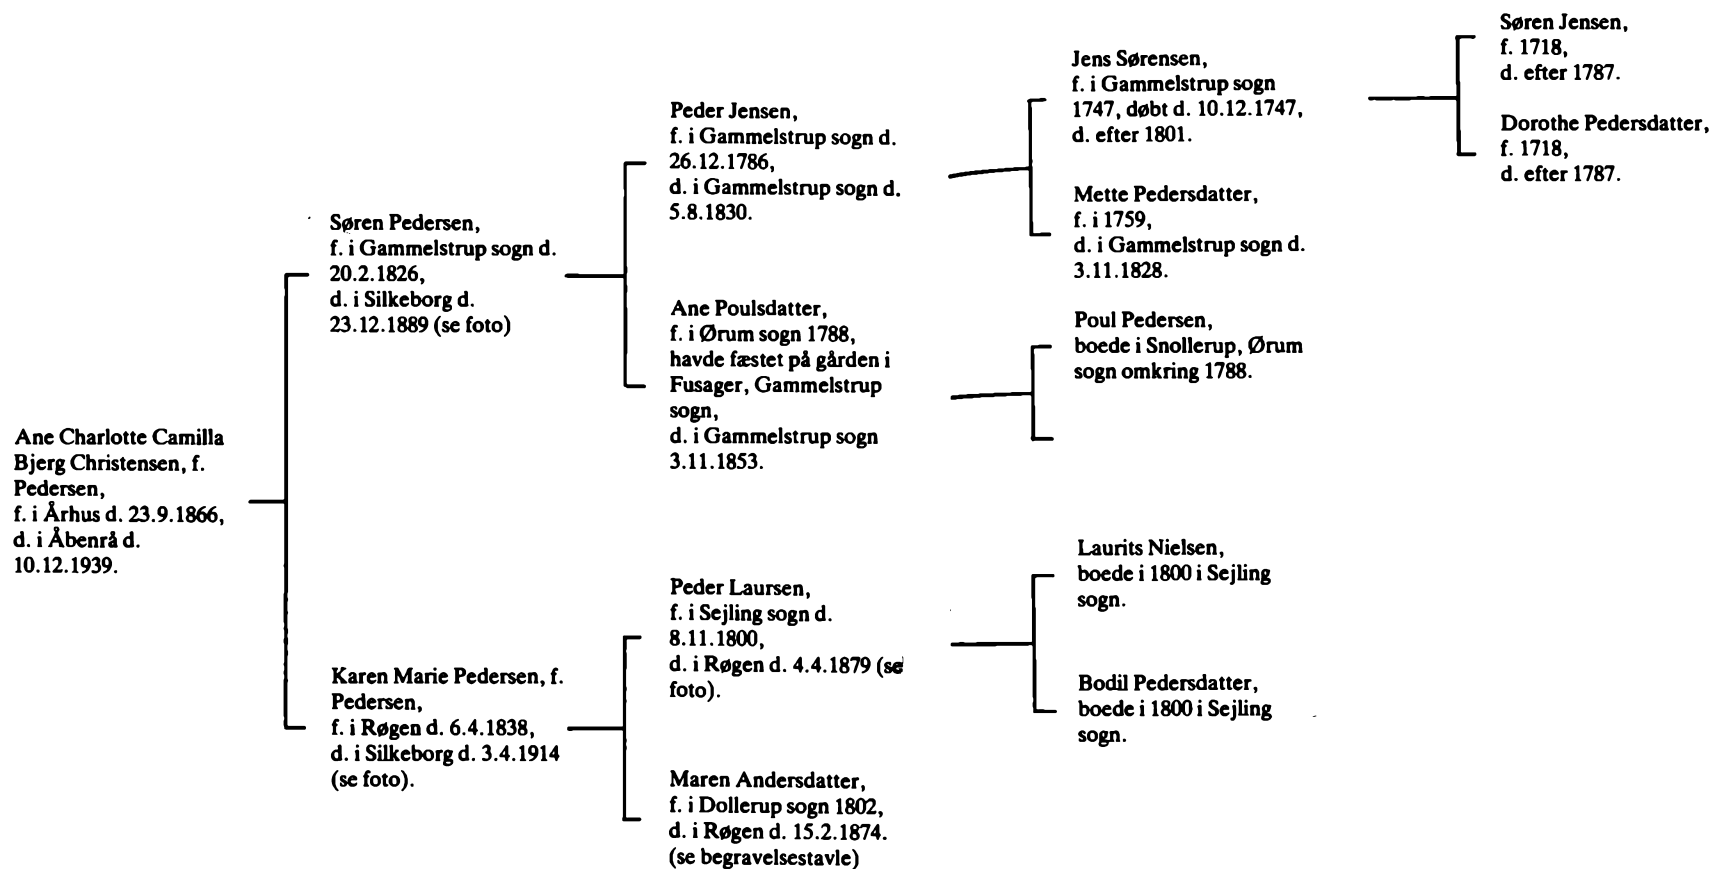 Ane Charlotte Camilla
Bjerg Christensen, f.
Pedersen,
f. i Århus d. 23.9.1866,
d. i Åbenrå d.
10.12.1939.
Søren Pedersen,
f. i Gammelstrup sogn d.
20.2.1826,
d. i Silkeborg d.
23.12.1889 (se foto)
Karen Marie Pedersen, f.
Pedersen,
f. i Røgen d. 6.4.1838,
d. i Silkeborg d. 3.4.1914
(se foto).
Peder Jensen,
f. i Gammelstrup sogn d.
26.12.1786,
d. i Gammelstrup sogn d.
5.8.1830.
Ane Poulsdatter,
f. i Ørum sogn 1788,
havde fæstet på gården i
Fusager, Gammelstrup
sogn,
d. i Gammelstrup sogn
3.11.1853.
Peder Laursen,
f. i Sejling sogn d.
8.11.1800,
d. i Røgen d. 4.4.1879 (se
foto).
Maren Andersdatter,
f. i Dollerup sogn 1802,
d. i Røgen d. 15.2.1874.
(se begravelsestavle)
Jens Sørensen,
f. i Gammelstrup sogn
1747, døbt d. 10.12.1747,
d. efter 1801.
Mette Pedersdatter,
f. i 1759,
d. i Gammelstrup sogn d.
3.11.1828.
Poul Pedersen,
boede i Snollerup, Ørum
sogn omkring 1788.
Laurits Nielsen,
boede i 1800 i Sejling
sogn.
Bodil Pedersdatter,
boede i 1800 i Sejling
sogn.
Søren Jensen,
f. 1718,
d. efter 1787.
Dorothe Pedersdatter,
f. 1718,
d. efter 1787.